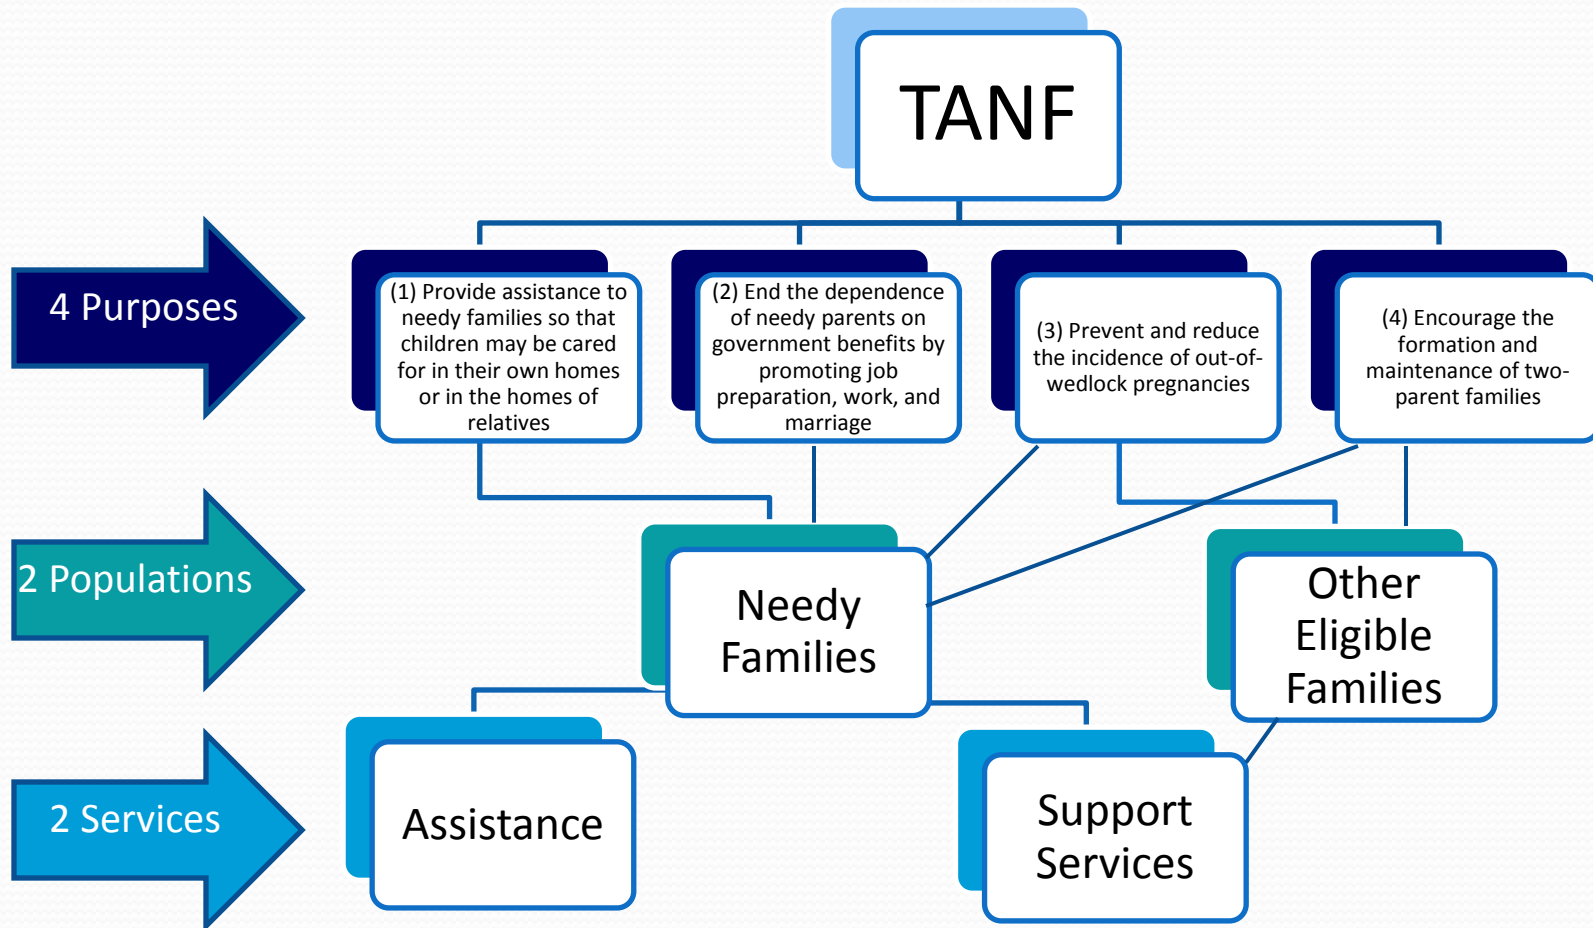 TANF
4 Purposes
(1) Provide assistance to
needy families so that
children may be cared
for in their own homes
or in the homes of
relatives
(2) End the dependence
of needy parents on
government benefits by
promoting job
preparation, work, and
marriage
(3) Prevent and reduce
the incidence of out-of-
wedlock pregnancies
(4) Encourage the
formation and
maintenance of two-
parent families
2 Populations
Needy
Families
Other
Eligible
Families
2 Services
Assistance
Support
Services